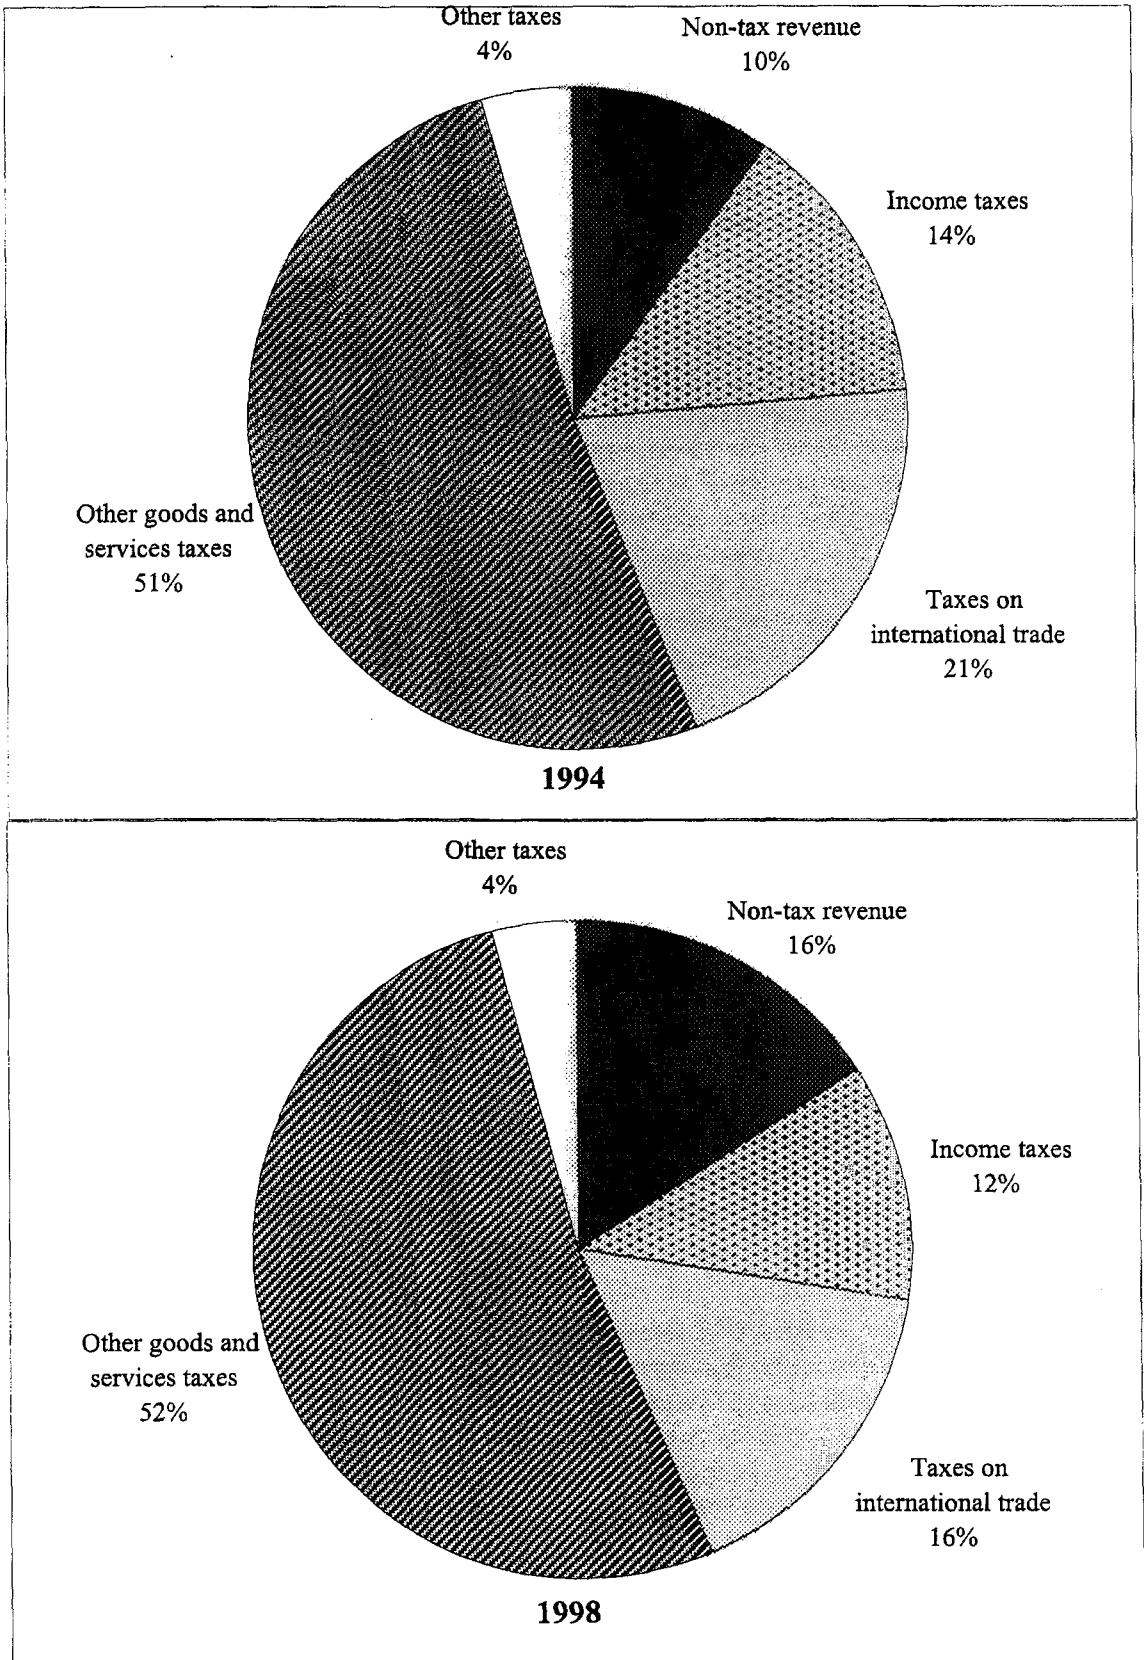 Other taxes
4%
Non-tax revenue
10%
Income taxes
14%
Other goods and
services taxes
51%
Taxes on
international trade
21%
1994
Other taxes
4%
Non-tax revenue
16%
Income taxes
12%
Other goods and
services taxes
52%
Taxes on
international trade
16%
1998